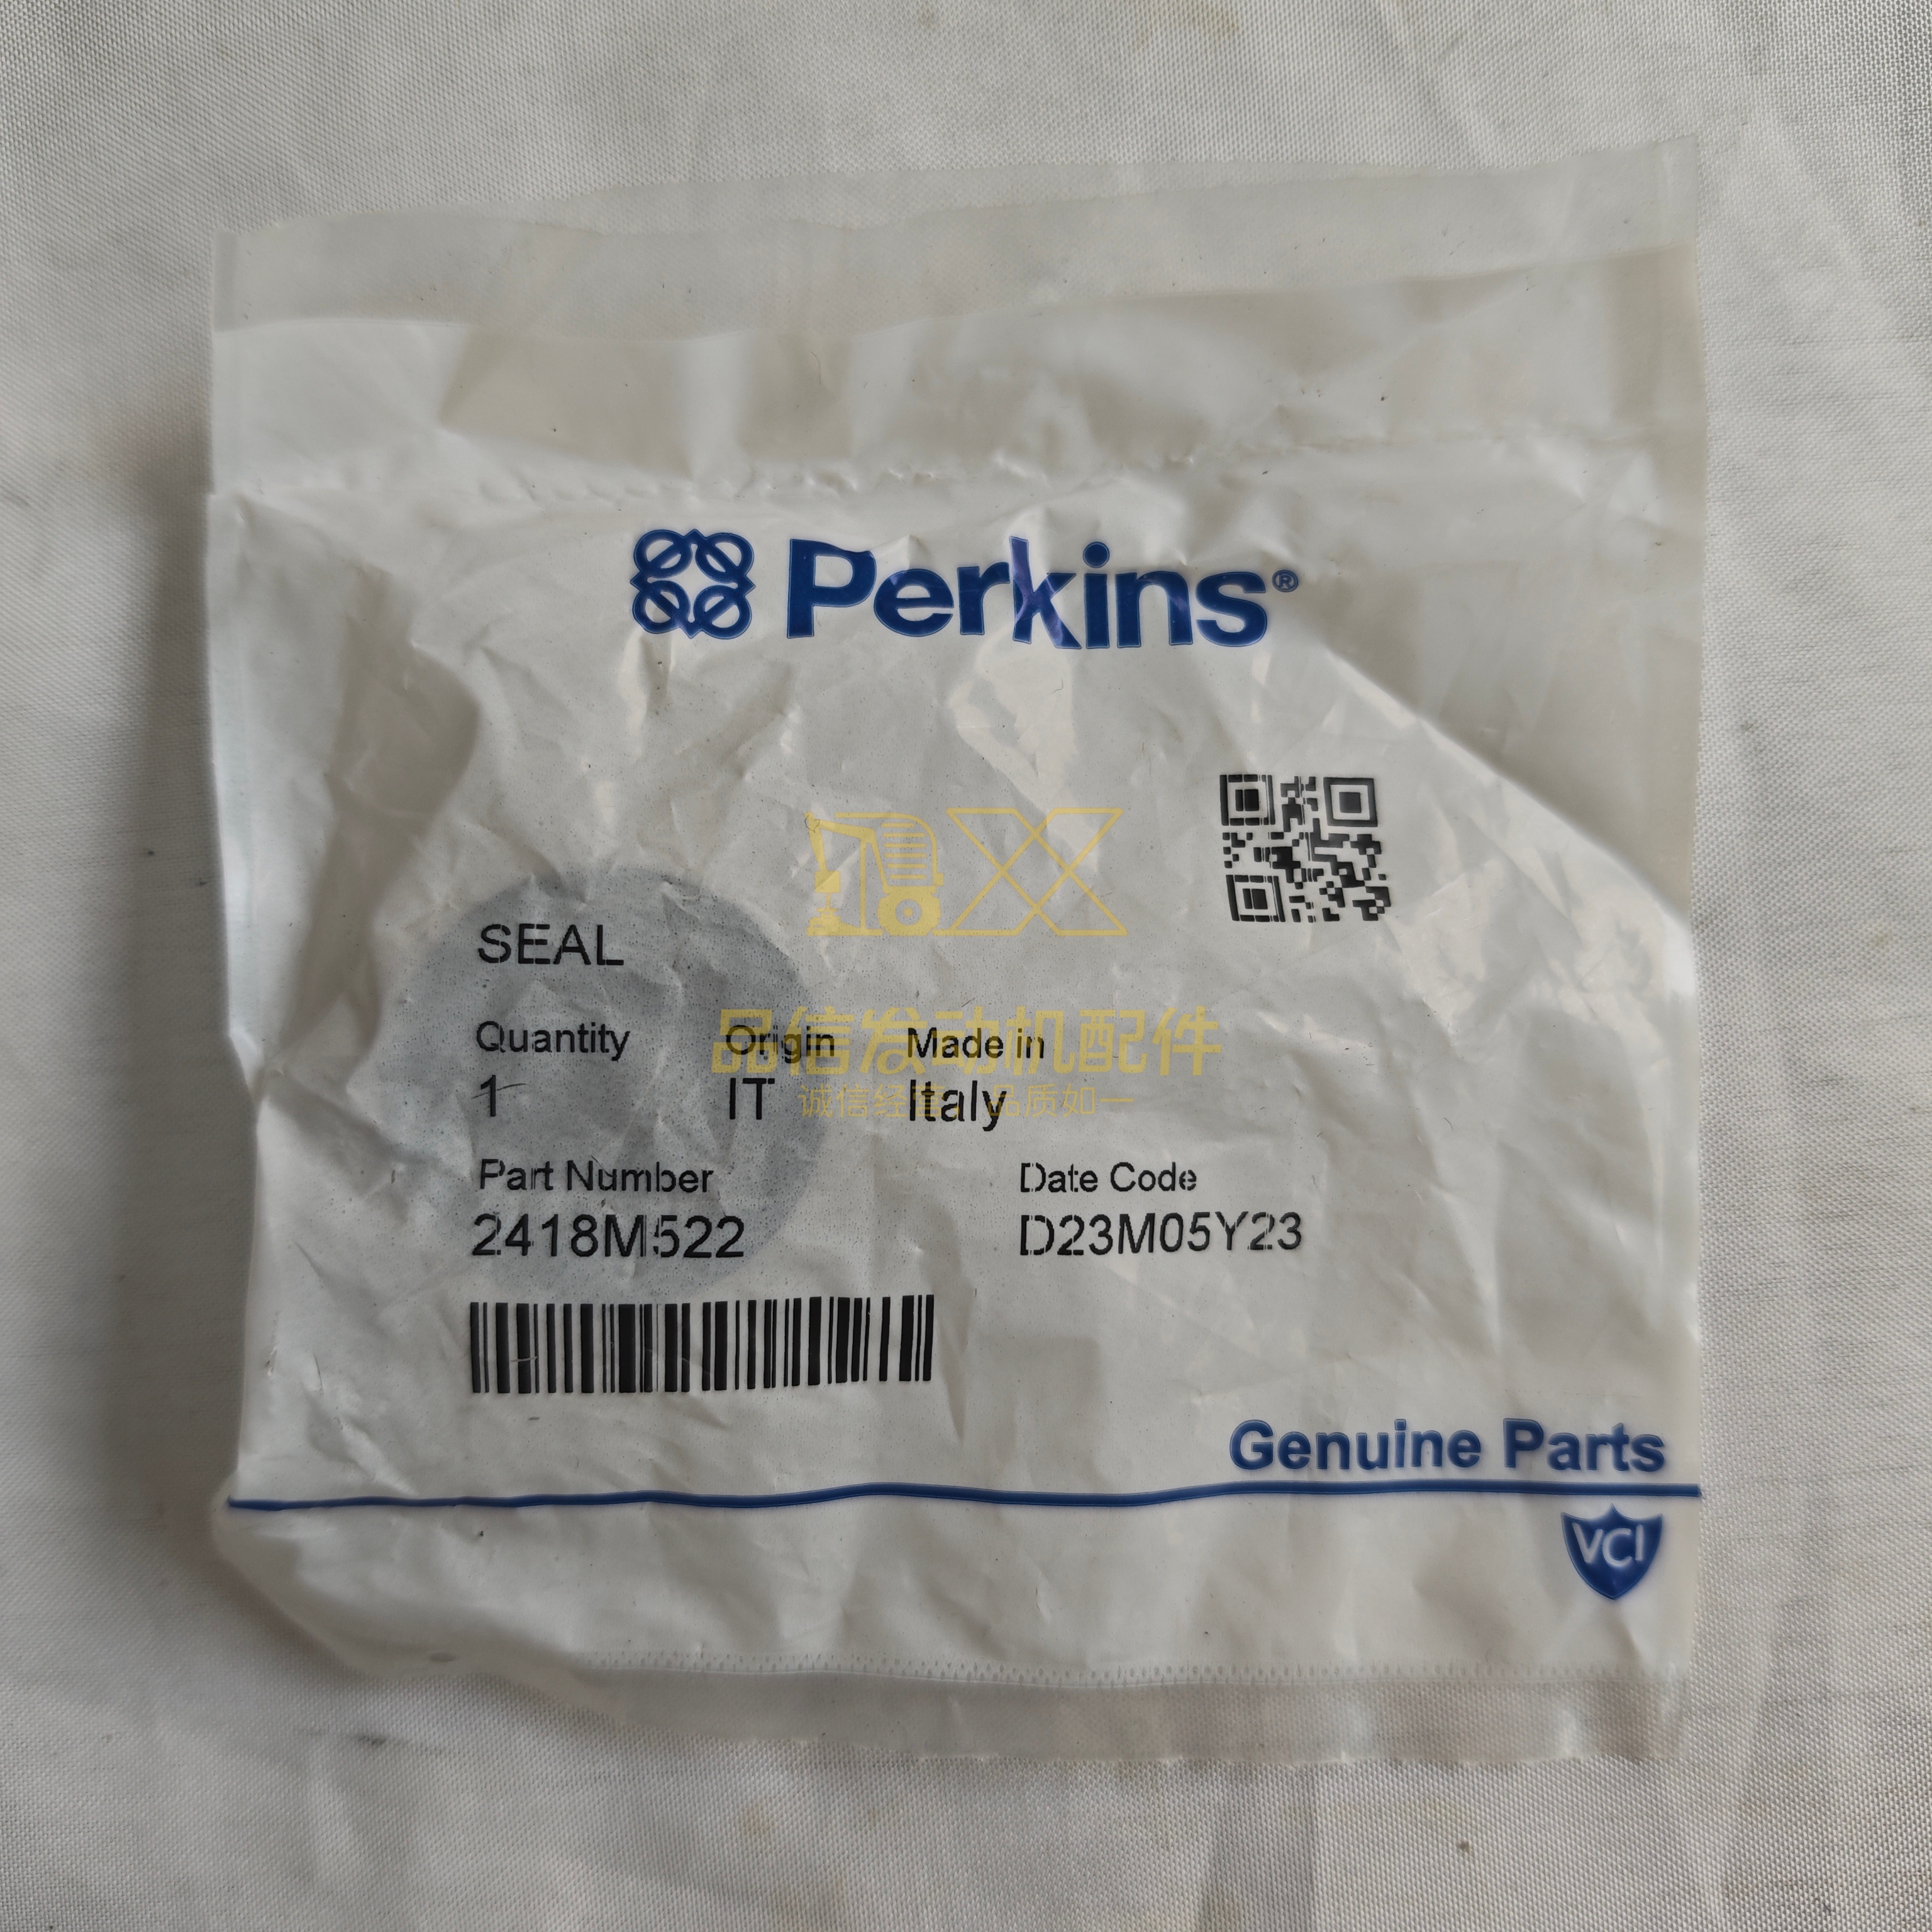 Perkins®
SEAL
Quantity Origin Made in
1 IT Italy
Part Number Date Code
2418M522 D23M05Y23
Genuine Parts
VCI
品信发动机配件
诚信经营，品质如一